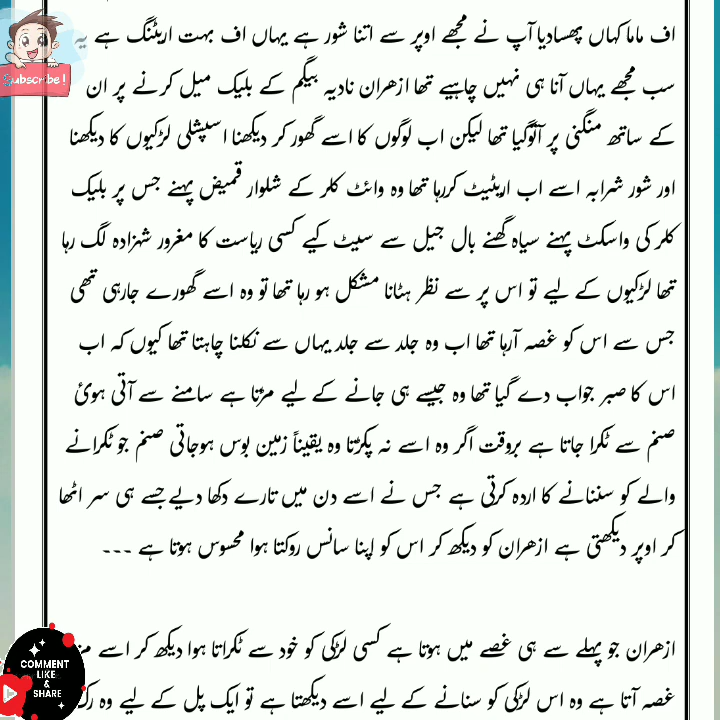 اف ماما کہاں پھسادیا آپ نے مجھے اوپر سے اتنا شور ہے یہاں اف بہت اریٹنگ ہے یہ
سب مجھے یہاں آنا ہی نہیں چاہیے تھا ازھران نادیہ بیگم کے بلیک میل کرنے پر ان
کے ساتھ منگنی پر آتوگیا تھا لیکن اب لوگوں کا اسے گھور کر دیکھنا اسپشلی لڑکیوں کا دیکھنا
اور شور شرابہ اسے اب اریٹیٹ کررہا تھا وہ وائٹ کلر کے شلوار قمیض پہنے جس پر بلیک
کلر کی واسکٹ پہنے سیاہ گھنے بال جیل سے سیٹ کیے کسی ریاست کا مغرور شہزادہ لگ رہا
تھا لڑکیوں کے لیے تو اس پر سے نظر ہٹانا مشکل ہو رہا تھا تو وہ اسے گھورے جارہی تھی
جس سے اس کو غصہ آرہا تھا اب وہ جلد سے جلد یہاں سے نکلنا چاہتا تھا کیوں کہ اب
اس کا صبر جواب دے گیا تھا وہ جیسے ہی جانے کے لیے مڑتا ہے سامنے سے آتی ہوئ
صنم سے ٹکرا جاتا ہے بروقت اگر وہ اسے نہ پکڑتا وہ یقیناً زمین بوس ہوجاتی صنم جو ٹکرانے
والے کو سننانے کا اردہ کرتی ہے جس نے اسے دن میں تارے دکھا دیے جسے ہی سر اٹھا
کر اوپر دیکھتی ہے ازھران کو دیکھ کر اس کو اپنا سانس روکتا ہوا محسوس ہوتا ہے ---
ازھران جو پہلے سے ہی غصے میں ہوتا ہے کسی لڑکی کو خود سے ٹکراتا ہوا دیکھ کر اسے
غصہ آتا ہے وہ اس لڑکی کو سنانے کے لیے اسے دیکھتا ہے تو ایک پل کے لیے وہ رک
Subscribe!
COMMENT
LIKE
&
SHARE